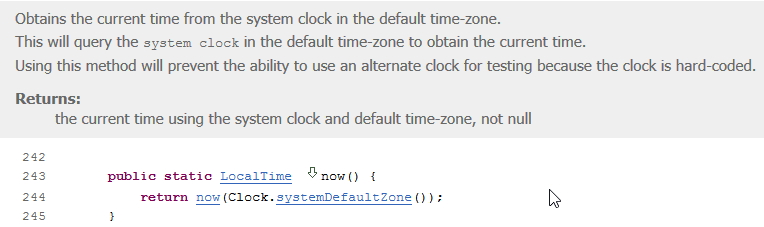 Obtains the current time from the system clock in the default time-zone.
This will query the system clock in the default time-zone to obtain the current time.
Using this method will prevent the ability to use an alternate clock for testing because the clock is hard-coded.
Returns:
the current time using the system clock and default time-zone, not null
242
243 public static LocalTime now() {
244 return now(Clock.systemDefaultZone());
245 }